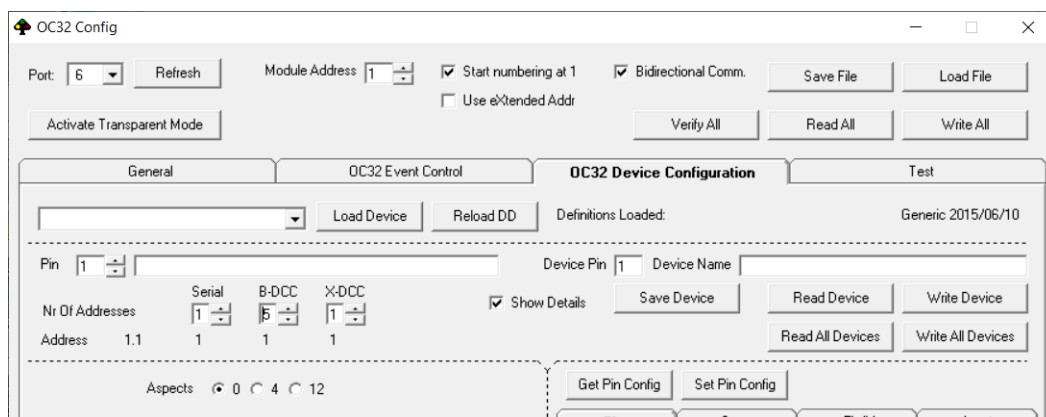 OC32 Config
Port: 6 Refresh Module Address 1 Start numbering at 1 Bidirectional Comm. Save File Load File
Use eXtended Addr
Activate Transparent Mode Verify All Read All Write All
General OC32 Event Control OC32 Device Configuration Test
Load Device Reload DD Definitions Loaded: Generic 2015/06/10
Pin 1 Device Pin 1 Device Name
Serial B-DCC X-DCC
Nr Of Addresses 1 5 1 Show Details Save Device Read Device Write Device
Address 1.1 1 1 1 Read All Devices Write All Devices
Aspects 0 4 12 Get Pin Config Set Pin Config